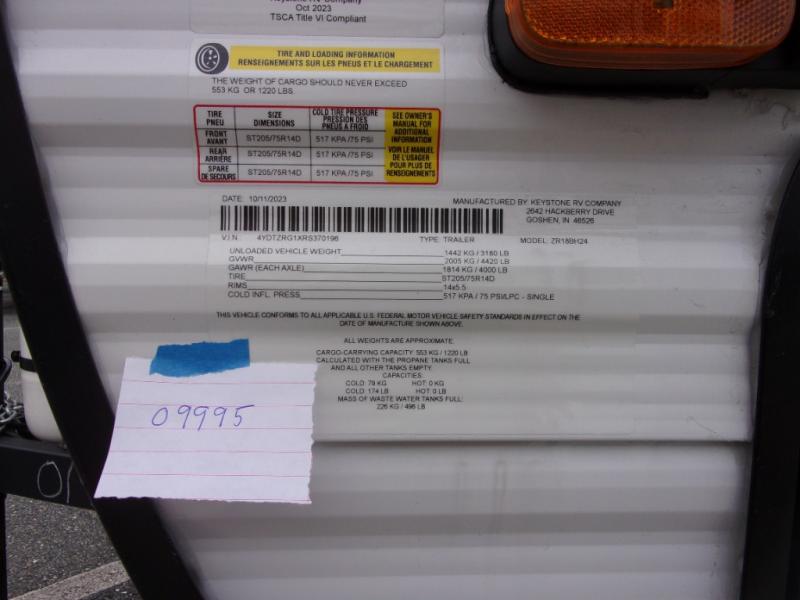 Keystone RV Company
Oct 2023
TSCA Title VI Compliant
TIRE AND LOADING INFORMATION
RENSEIGNEMENTS SUR LES PNEUS ET LE CHARGEMENT
THE WEIGHT OF CARGO SHOULD NEVER EXCEED
553 KG OR 1220 LBS.
TIRE PNEU SIZE DIMENSIONS COLD TIRE PRESSURE PRESSION DES PNEUS A FROID
FRONT AVANT ST205/75R14D 517 KPA /75 PSI
REAR ARRIÈRE ST205/75R14D 517 KPA /75 PSI
SPARE DE SECOURS ST205/75R14D 517 KPA /75 PSI
SEE OWNER'S
MANUAL FOR
ADDITIONAL
INFORMATION
VOIR LE MANUEL
DE L'USAGER
POUR PLUS DE
RENSEIGNEMENTS
DATE: 10/11/2023 MANUFACTURED BY: KEYSTONE RV COMPANY
2642 HACKBERRY DRIVE
GOSHEN, IN 46526
V.I.N. 4YDTZRG1XRS370196 TYPE: TRAILER MODEL: ZR18BH24
UNLOADED VEHICLE WEIGHT 1442 KG / 3180 LB
GVWR 2005 KG / 4420 LB
GAWR (EACH AXLE) 1814 KG / 4000 LB
TIRE ST205/75R14D
RIMS 14x5.5
COLD INFL. PRESS 517 KPA / 75 PSI/LPC - SINGLE
THIS VEHICLE CONFORMS TO ALL APPLICABLE U.S. FEDERAL MOTOR VEHICLE SAFETY STANDARDS IN EFFECT ON THE
DATE OF MANUFACTURE SHOWN ABOVE.
ALL WEIGHTS ARE APPROXIMATE.
CARGO-CARRYING CAPACITY: 553 KG / 1220 LB
CALCULATED WITH THE PROPANE TANKS FULL
AND ALL OTHER TANKS EMPTY.
CAPACITIES:
COLD: 79 KG HOT: 0 KG
COLD: 174 LB HOT: 0 LB
MASS OF WASTE WATER TANKS FULL:
226 KG / 498 LB
09995